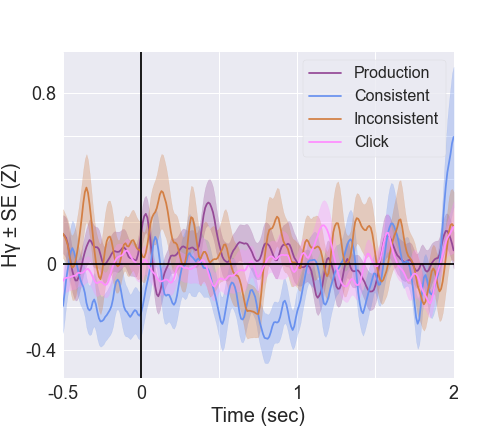 Production
Consistent
Inconsistent
Click
0.8
0
-0.4
Hγ ± SE (Z)
-0.5 0 1 2
Time (sec)